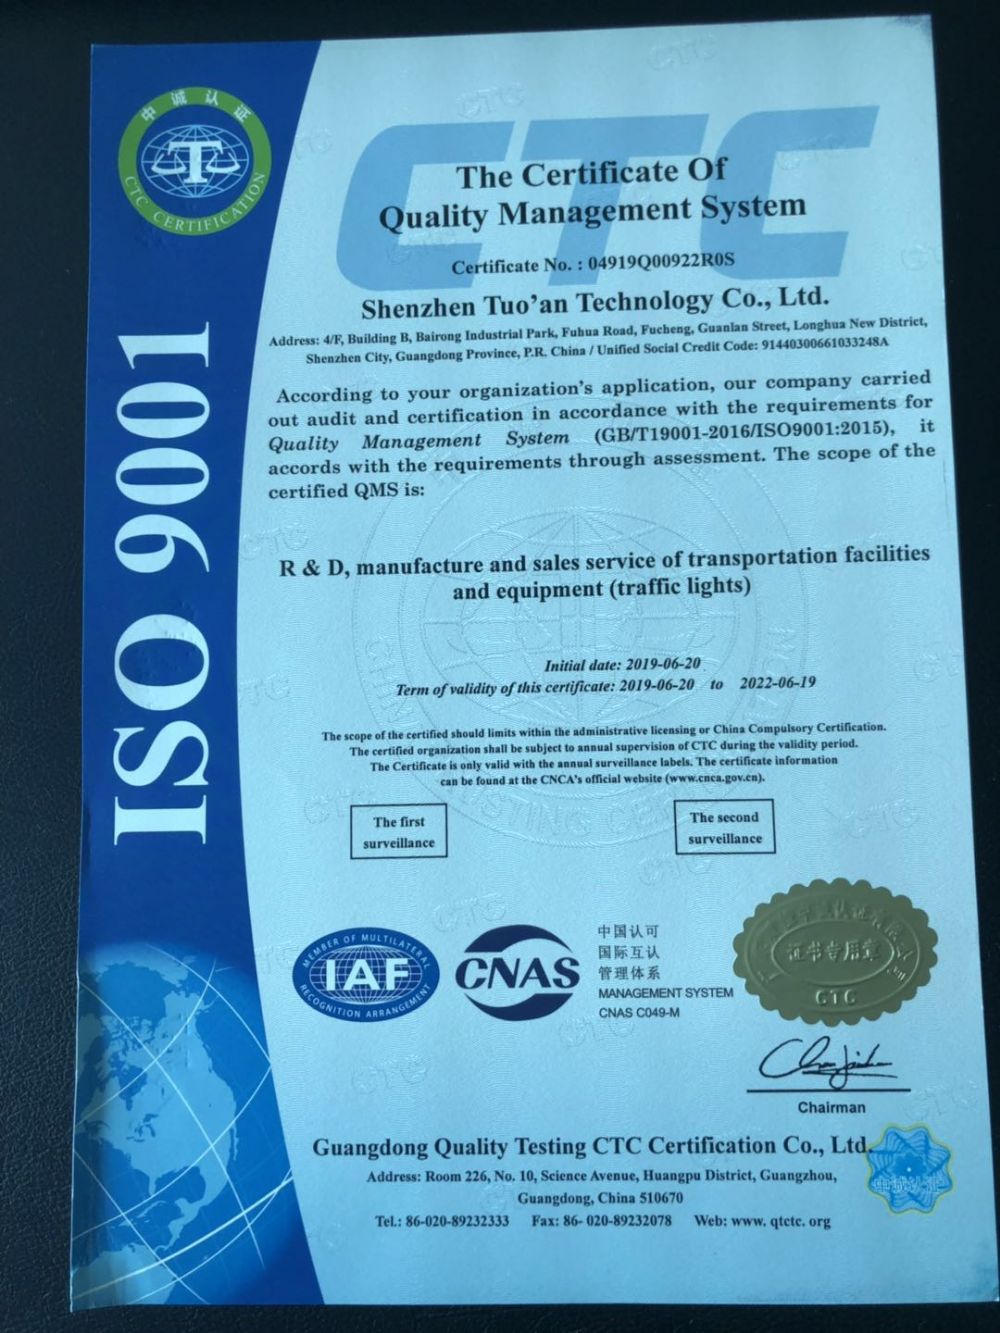 中诚认证
CTC CERTIFICATION
CTC
ISO 9001
The Certificate Of
Quality Management System
Certificate No. : 04919Q00922R0S
Shenzhen Tuo'an Technology Co., Ltd.
Address: 4/F, Building B, Bairong Industrial Park, Fuhua Road, Fucheng, Guanlan Street, Longhua New District,
Shenzhen City, Guangdong Province, P.R. China / Unified Social Credit Code: 91440300661033248A
According to your organization's application, our company carried
out audit and certification in accordance with the requirements for
Quality Management System (GB/T19001-2016/ISO9001:2015), it
accords with the requirements through assessment. The scope of the
certified QMS is:
R & D, manufacture and sales service of transportation facilities
and equipment (traffic lights)
Initial date: 2019-06-20
Term of validity of this certificate: 2019-06-20 to 2022-06-19
The scope of the certified should limits within the administrative licensing or China Compulsory Certification.
The certified organization shall be subject to annual supervision of CTC during the validity period.
The Certificate is only valid with the annual surveillance labels. The certificate information
can be found at the CNCA's official website (www.cnca.gov.cn).
The first
surveillance
The second
surveillance
MEMBER OF MULTILATERAL
IAF
RECOGNITION ARRANGEMENT
CNAS
中国认可
国际互认
管理体系
MANAGEMENT SYSTEM
CNAS C049-M
证书专用章
CTC
Chairman
Guangdong Quality Testing CTC Certification Co., Ltd.
Address: Room 226, No. 10, Science Avenue, Huangpu District, Guangzhou,
Guangdong, China 510670
Tel.: 86-020-89232333 Fax: 86- 020-89232078 Web: www. qtctc. org